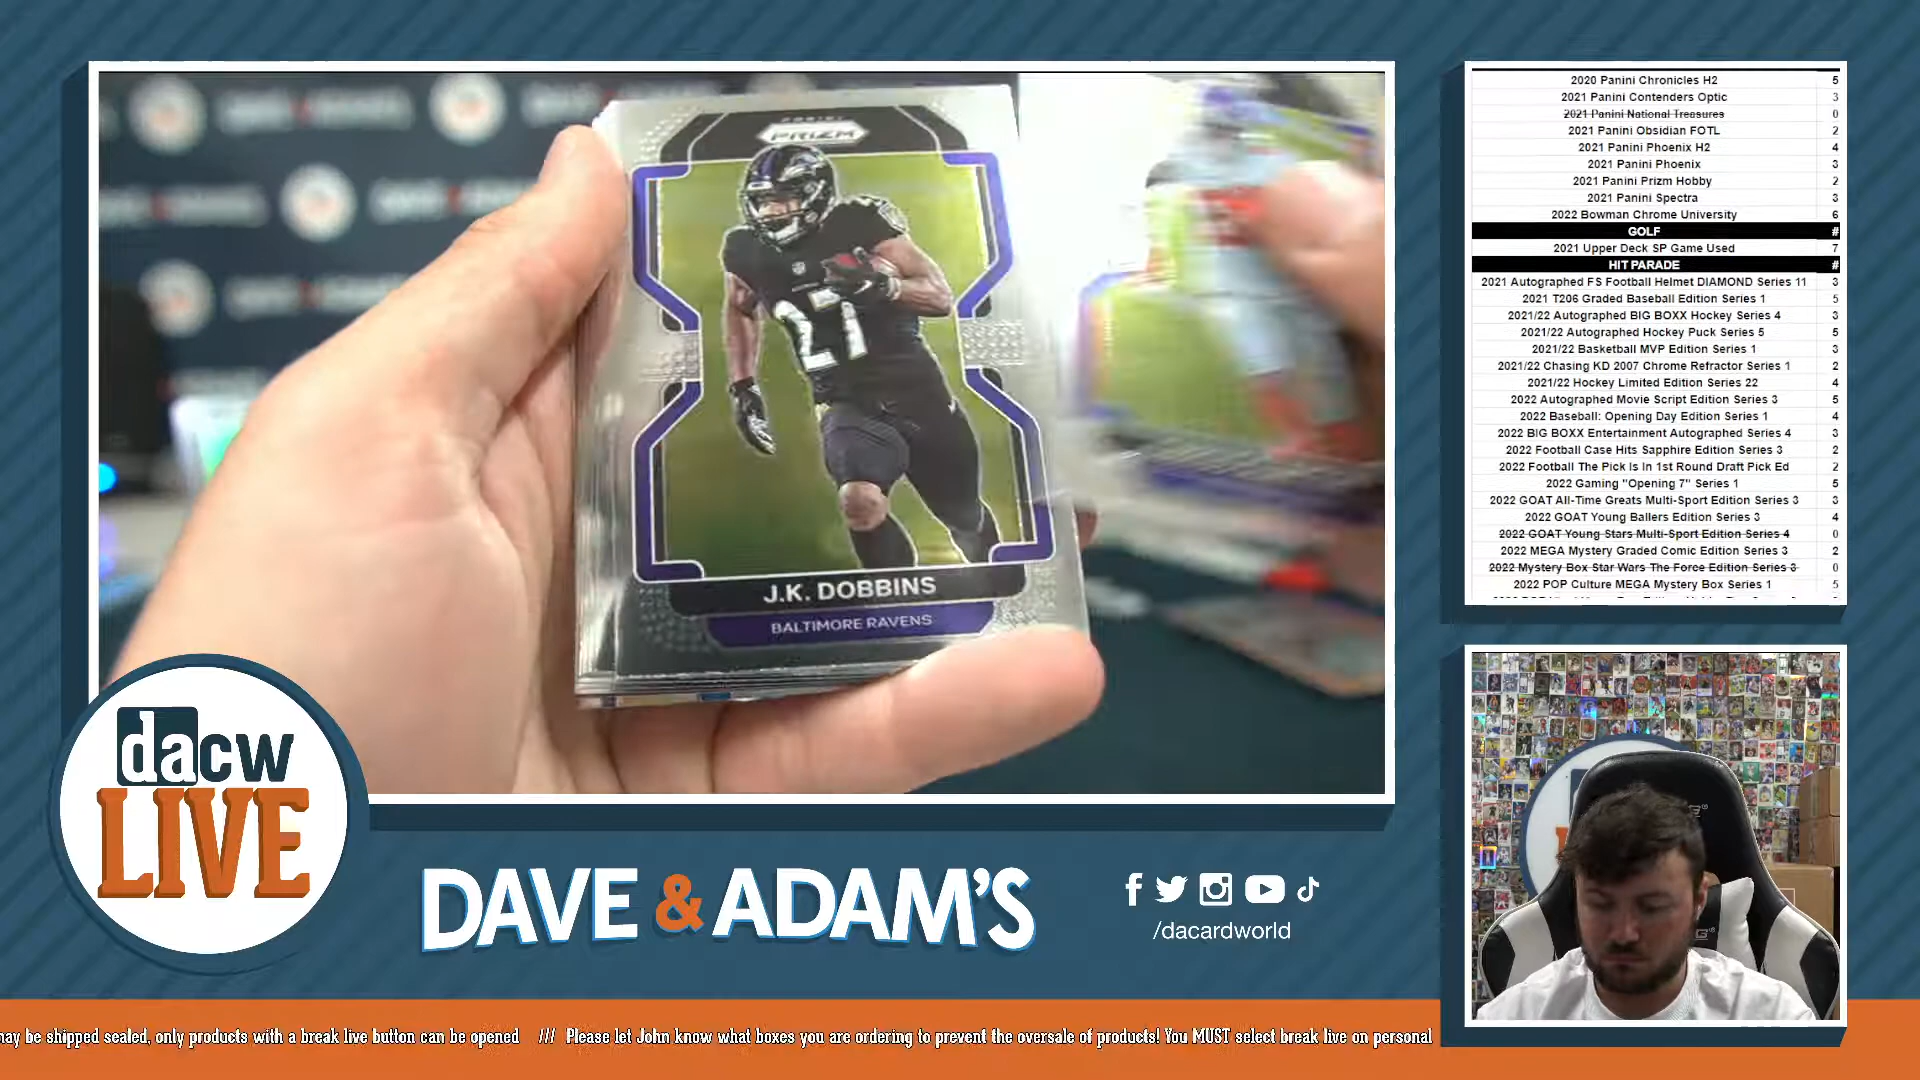 PANINI
PRIZM
27
J.K. DOBBINS
BALTIMORE RAVENS
2020 Panini Chronicles H2 5
2021 Panini Contenders Optic 3
2021 Panini National Treasures 0
2021 Panini Obsidian FOTL 2
2021 Panini Phoenix H2 4
2021 Panini Phoenix 3
2021 Panini Prizm Hobby 2
2021 Panini Spectra 3
2022 Bowman Chrome University 6
GOLF #
2021 Upper Deck SP Game Used 7
HIT PARADE #
2021 Autographed FS Football Helmet DIAMOND Series 11 3
2021 T206 Graded Baseball Edition Series 1 5
2021/22 Autographed BIG BOXX Hockey Series 4 3
2021/22 Autographed Hockey Puck Series 5 5
2021/22 Basketball MVP Edition Series 1 3
2021/22 Chasing KD 2007 Chrome Refractor Series 1 2
2021/22 Hockey Limited Edition Series 22 4
2022 Autographed Movie Script Edition Series 3 5
2022 Baseball: Opening Day Edition Series 1 4
2022 BIG BOXX Entertainment Autographed Series 4 3
2022 Football Case Hits Sapphire Edition Series 3 2
2022 Football The Pick Is In 1st Round Draft Pick Ed 2
2022 Gaming "Opening 7" Series 1 5
2022 GOAT All-Time Greats Multi-Sport Edition Series 3 3
2022 GOAT Young Ballers Edition Series 3 4
2022 GOAT Young Stars Multi-Sport Edition Series 4 0
2022 MEGA Mystery Graded Comic Edition Series 3 2
2022 Mystery Box Star Wars The Force Edition Series 3 0
2022 POP Culture MEGA Mystery Box Series 1 5
dacw
LIVE
DAVE & ADAM'S
/dacardworld
may be shipped sealed, only products with a break live button can be opened /// Please let John know what boxes you are ordering to prevent the oversale of products! You MUST select break live on personal